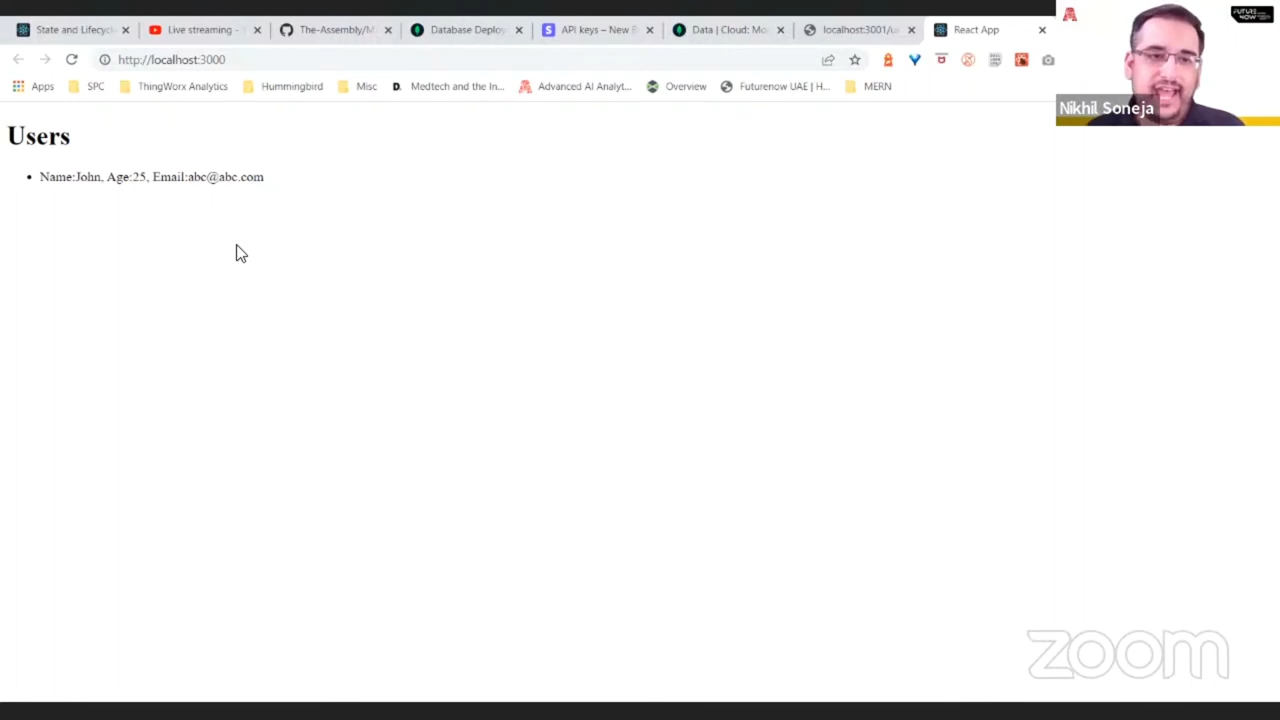 State and Lifecycl
Live streaming -
The-Assembly/M
Database Deploy
API keys – New B
Data | Cloud: Mo
localhost:3001/u
React App
http://localhost:3000
Apps
SPC
ThingWorx Analytics
Hummingbird
Misc
Medtech and the In...
Advanced AI Analyt...
Overview
Futurenow UAE | H...
MERN
FUTURE
NOW
Nikhil Soneja
Users
• Name:John, Age:25, Email:abc@abc.com
zoom